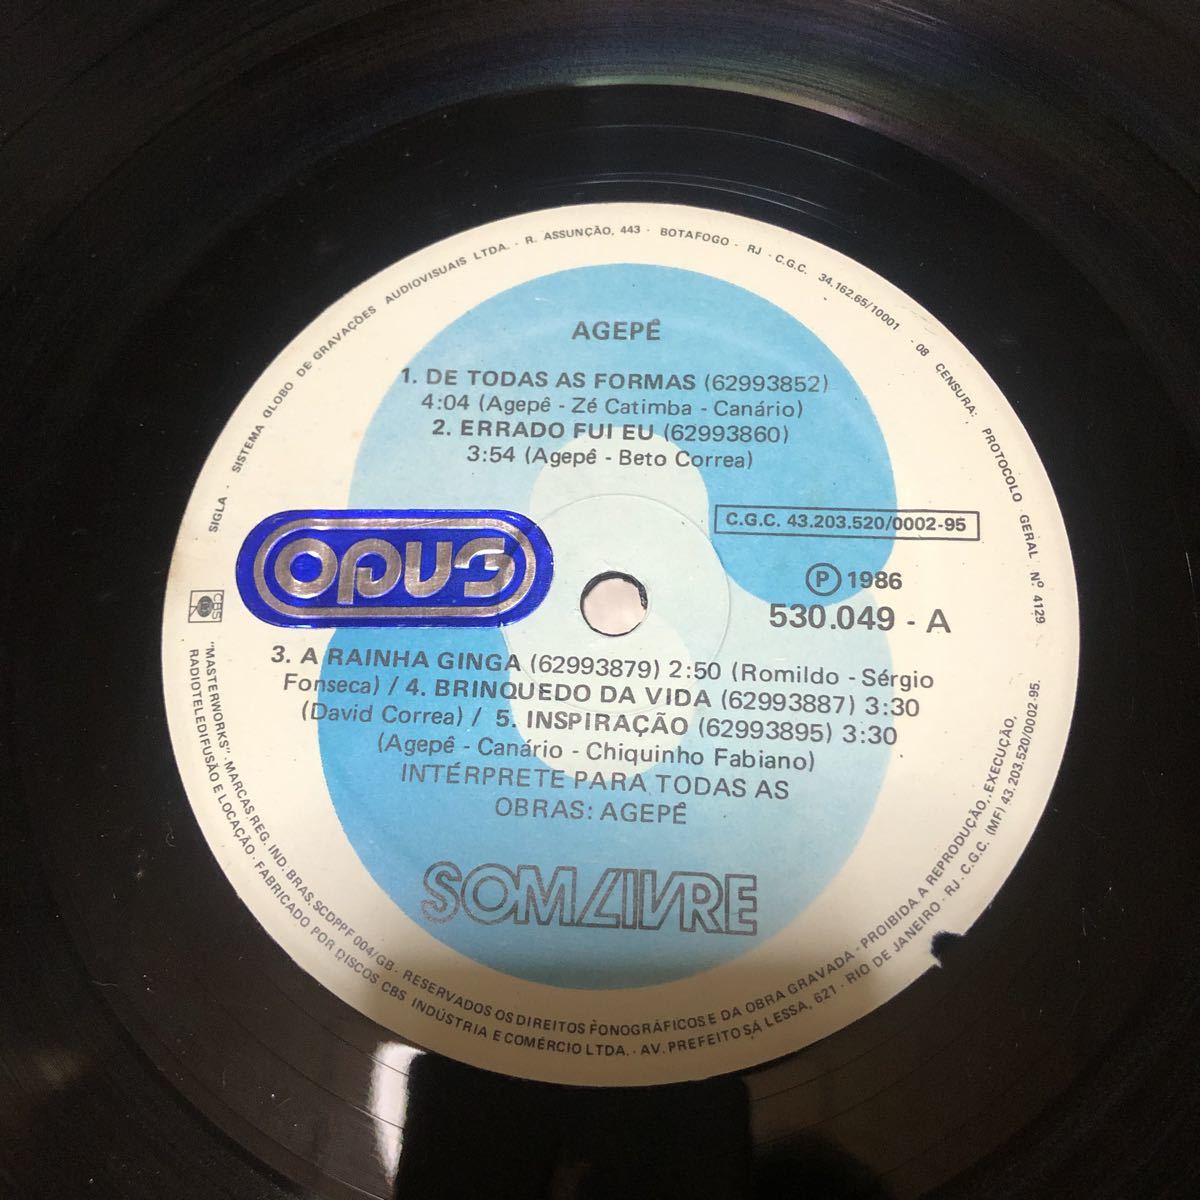 AGEPÊ
1. DE TODAS AS FORMAS (62993852)
4:04 (Agepê - Zé Catimba - Canário)
2. ERRADO FUI EU (62993860)
3:54 (Agepê - Beto Correa)
C.G.C. 43.203.520/0002-95
opus
CBS
Ⓟ 1986
530.049 - A
3. A RAINHA GINGA (62993879) 2:50 (Romildo - Sérgio
Fonseca) / 4. BRINQUEDO DA VIDA (62993887) 3:30
(David Correa) / 5. INSPIRAÇÃO (62993895) 3:30
(Agepê - Canário - Chiquinho Fabiano)
INTÉRPRETE PARA TODAS AS
OBRAS: AGEPÊ
SOMLIVRE
SIGLA · SISTEMA GLOBO DE GRAVAÇÕES AUDIOVISUAIS LTDA. · R. ASSUNÇÃO, 443 · BOTAFOGO · RJ · C.G.C. 34.162.65/10001 · 08 CENSURA: PROTOCOLO GERAL Nº 4129
"MASTERWORKS"-MARCAS REG. IND. BRAS. SCDPPF 004/GB · RESERVADOS OS DIREITOS FONOGRÁFICOS E DA OBRA GRAVADA - PROIBIDA A REPRODUÇÃO, EXECUÇÃO,
RADIOTELEDIFUSÃO E LOCAÇÃO · FABRICADO POR DISCOS CBS INDÚSTRIA E COMÉRCIO LTDA. · AV. PREFEITO SÁ LESSA, 621 · RIO DE JANEIRO · RJ · C.G.C. (MF) 43.203.520/0002-95.